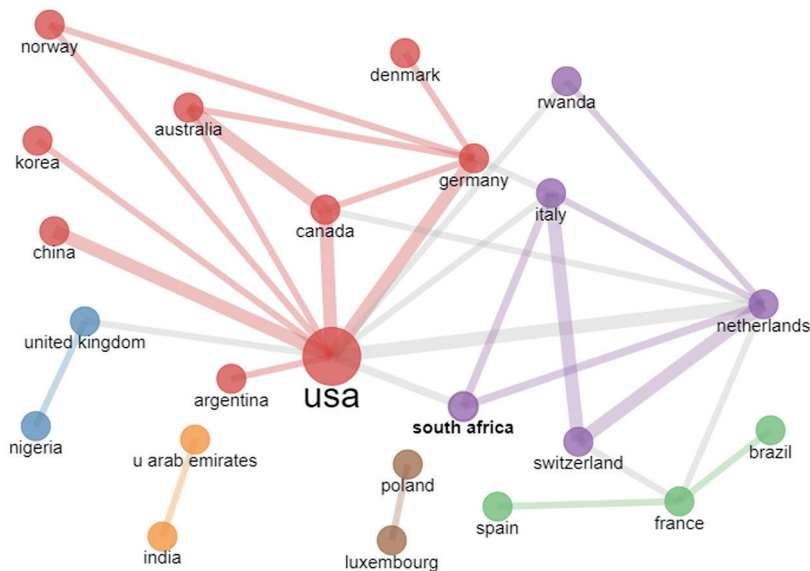 norway
denmark
rwanda
australia
korea
germany
italy
canada
china
netherlands
united kingdom
argentina
usa
south africa
nigeria
u arab emirates
switzerland
brazil
poland
spain
france
india
luxembourg